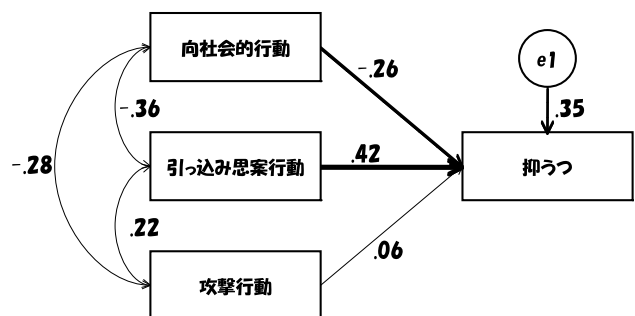 向社会的行動
-.26
e1
.35
-.36
引っ込み思案行動
.42
抑うつ
-.28
.22
.06
攻撃行動